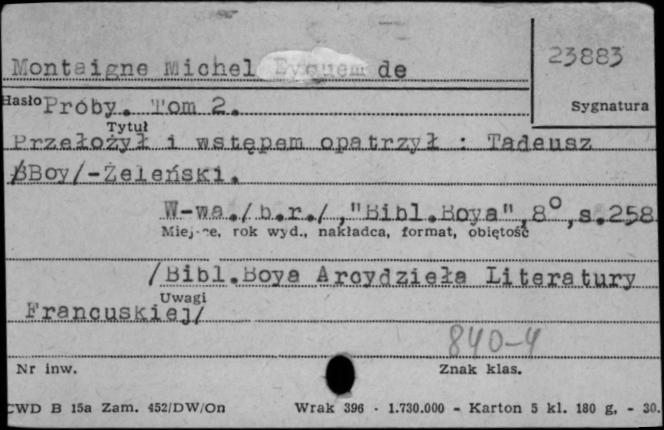 23883
Montaigne Michel Eyquem de
Hasło Próby. Tom 2. Sygnatura
Tytuł
Przełożył i wstępem opatrzył : Tadeusz
/BBoy/-Żeleński.
W-wa./b.r./,"Bibl.Boya",8°,s.258
Miejsce, rok wyd., nakładca, format, objętość
/Bibl.Boya Arcydzieła Literatury
Uwagi
Francuskiej/
840-4
Nr inw. Znak klas.
CWD B 15a Zam. 452/DW/On Wrak 396 - 1.730.000 - Karton 5 kl. 180 g, - 30.